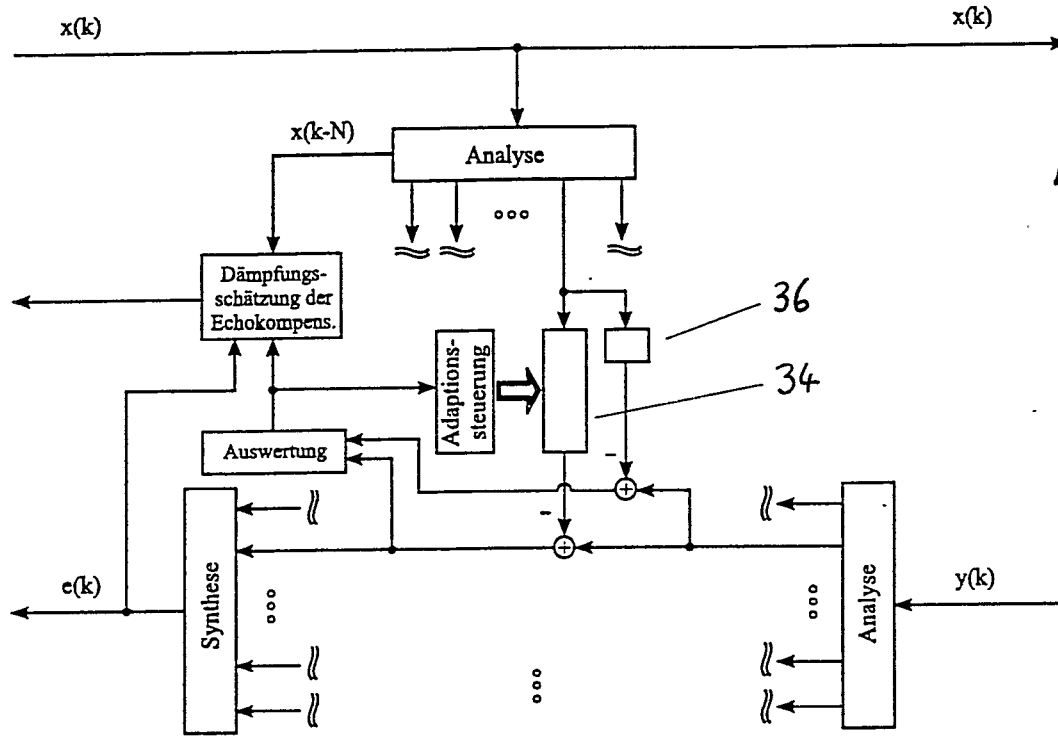 x(k)
x(k)
x(k-N)
Analyse
Dämpfungs-
schätzung der
Echokompens.
Adaptions-
steuerung
36
34
Auswertung
-
-
+
+
e(k)
Synthese
Analyse
y(k)